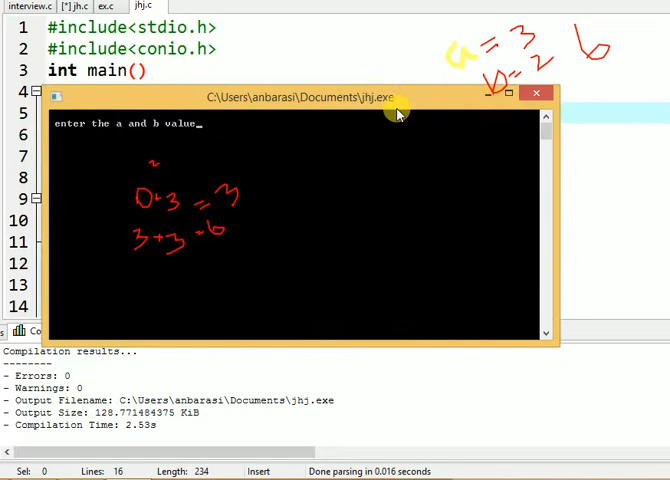 interview.c [*] jh.c ex.c jhj.c
1 #include<stdio.h>
2 #include<conio.h>
3 int main()
a = 3 6
b = 2
4
C:\Users\anbarasi\Documents\jhj.exe
5
enter the a and b value_
6
7
8
9
0+3 = 3
10
3+3 = 6
11
12
13
14
s Co
Compilation results...
--------
- Errors: 0
- Warnings: 0
- Output Filename: C:\Users\anbarasi\Documents\jhj.exe
- Output Size: 128.771484375 KiB
- Compilation Time: 2.53s
Sel: 0 Lines: 16 Length: 234 Insert Done parsing in 0.016 seconds